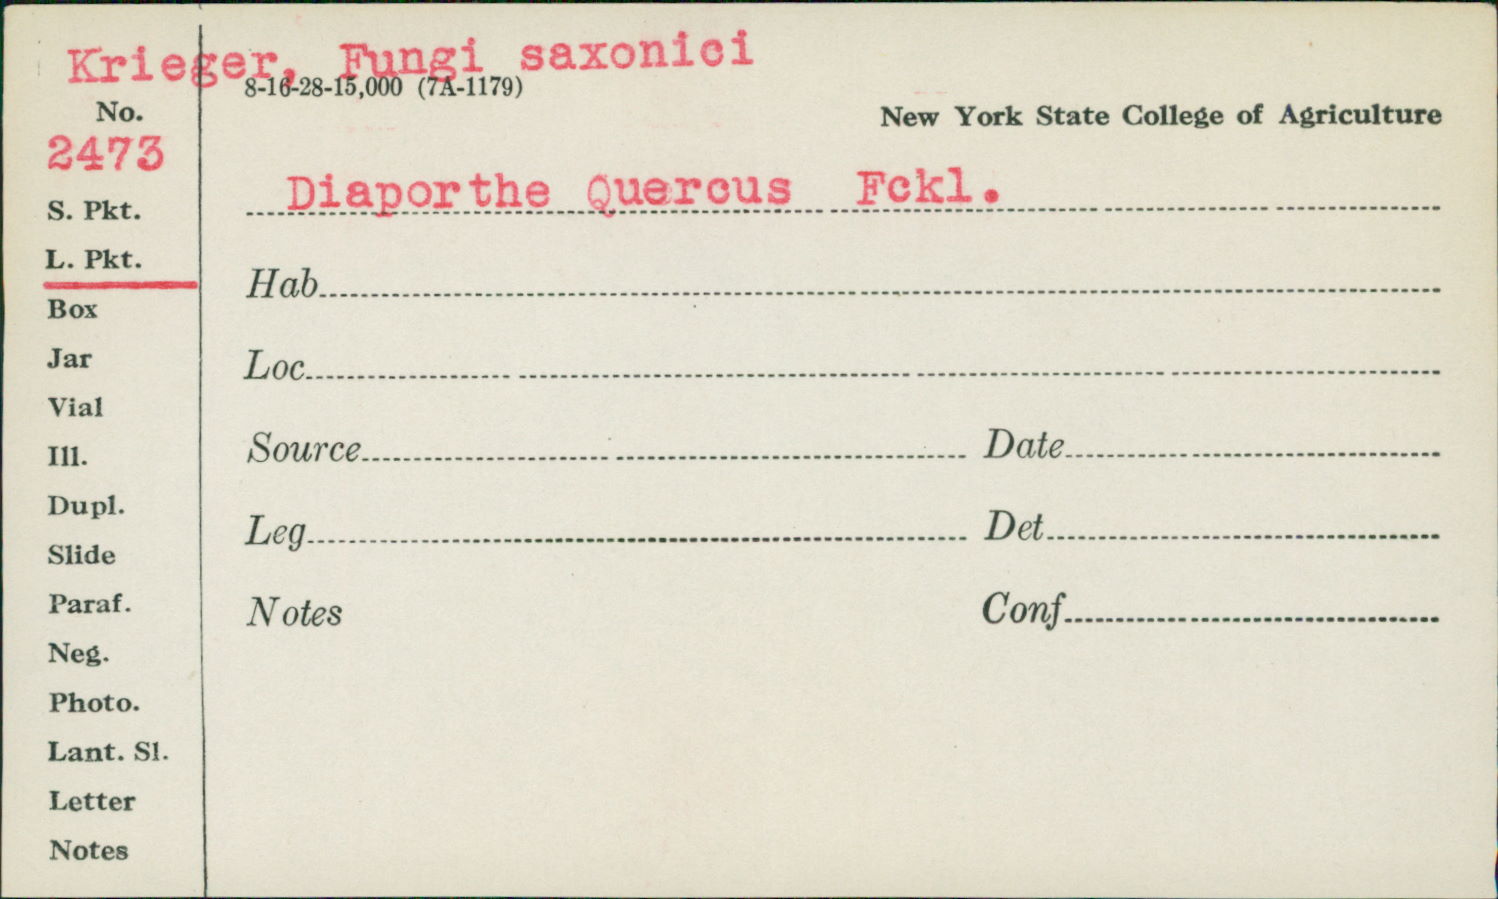 Krieger, Fungi saxonici
8-16-28-15,000 (7A-1179)
No.
New York State College of Agriculture
2473
Diaporthe Quercus Fckl.
S. Pkt.
L. Pkt.
Hab
Box
Jar
Loc
Vial
Ill.
Source Date
Dupl.
Slide
Leg Det
Paraf.
Notes Conf
Neg.
Photo.
Lant. Sl.
Letter
Notes